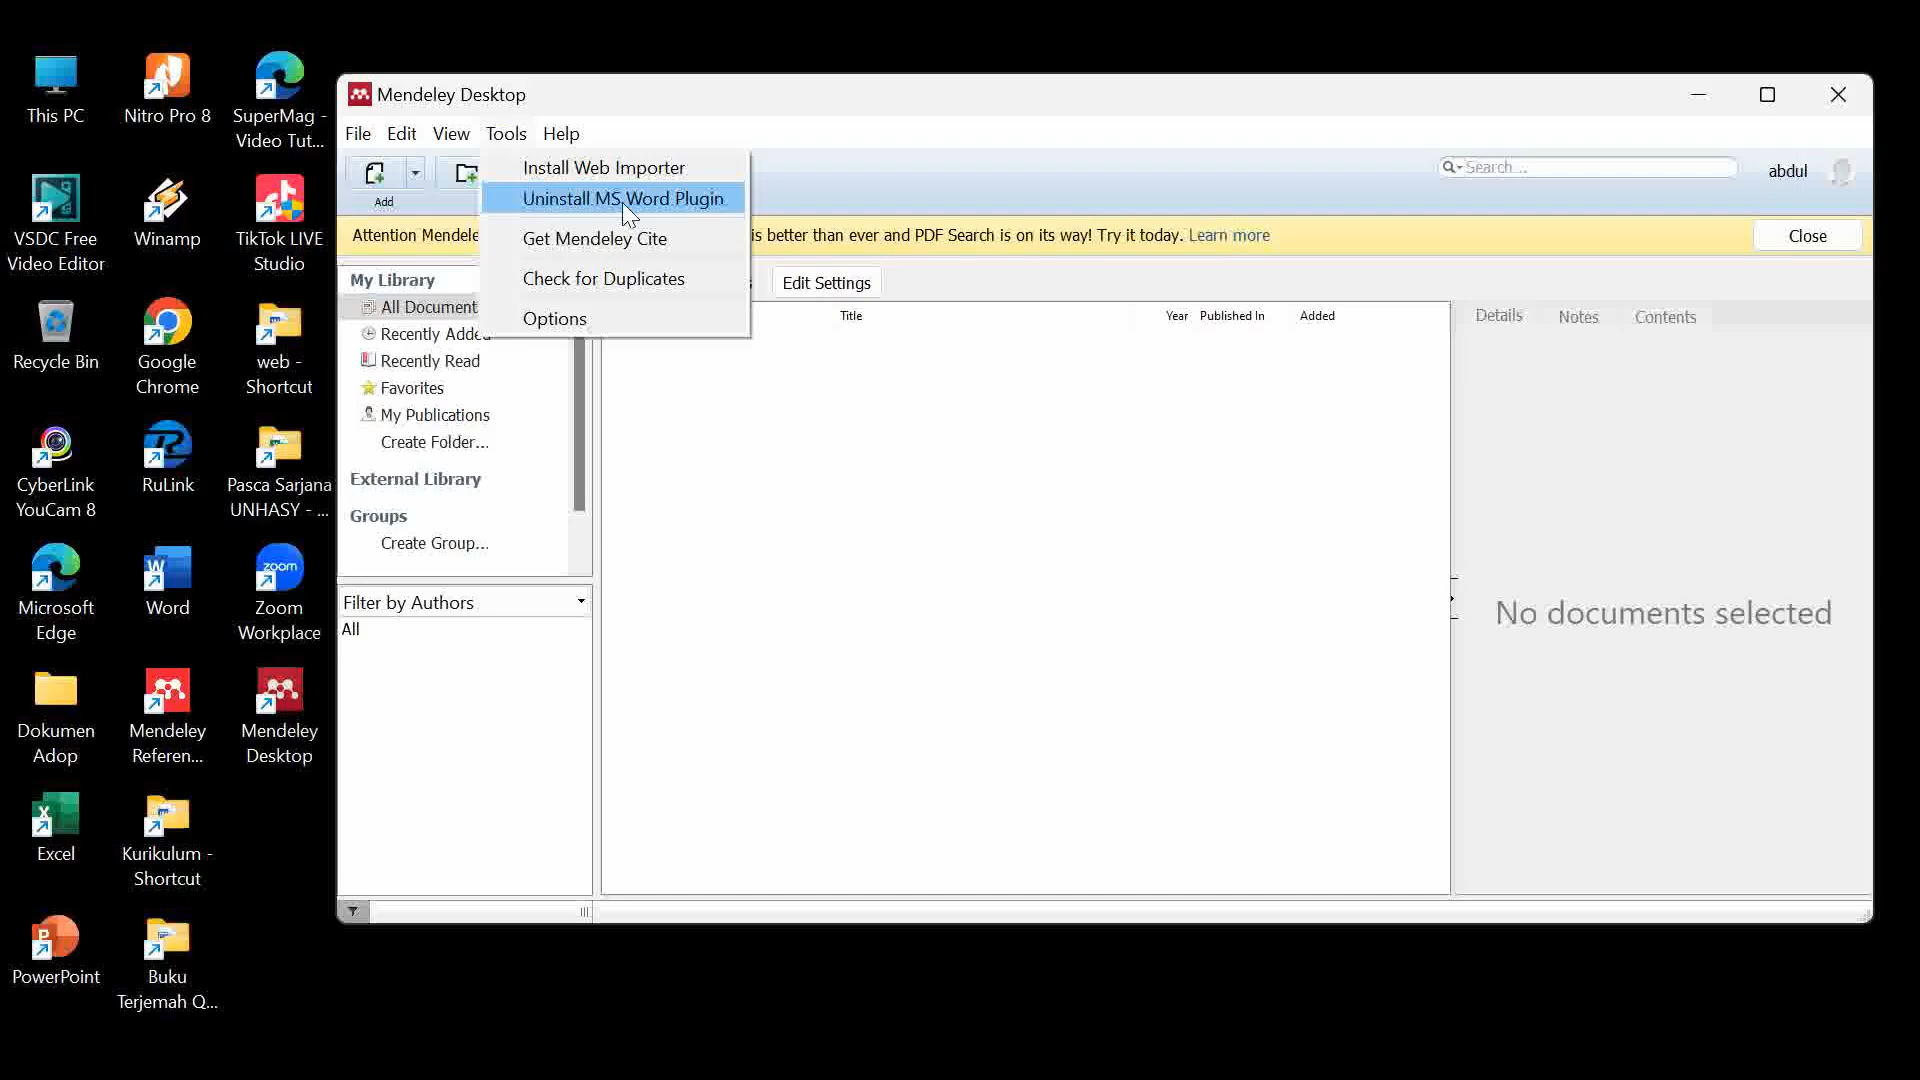 This PC
Nitro Pro 8
SuperMag -
Video Tut...
VSDC Free
Video Editor
Winamp
TikTok LIVE
Studio
Recycle Bin
Google
Chrome
web -
Shortcut
CyberLink
YouCam 8
RuLink
Pasca Sarjana
UNHASY - ...
Microsoft
Edge
Word
Zoom
Workplace
zoom
Dokumen
Adop
Mendeley
Referen...
Mendeley
Desktop
Excel
Kurikulum -
Shortcut
PowerPoint
Buku
Terjemah Q...
Mendeley Desktop
File Edit View Tools Help
Add
Install Web Importer
Uninstall MS Word Plugin
Get Mendeley Cite
Check for Duplicates
Options
Search...
abdul
Attention Mendele
is better than ever and PDF Search is on its way! Try it today. Learn more
Close
My Library
All Document
Recently Added
Recently Read
Favorites
My Publications
Create Folder...
External Library
Groups
Create Group...
Filter by Authors
All
Edit Settings
Title Year Published In Added
Details Notes Contents
No documents selected